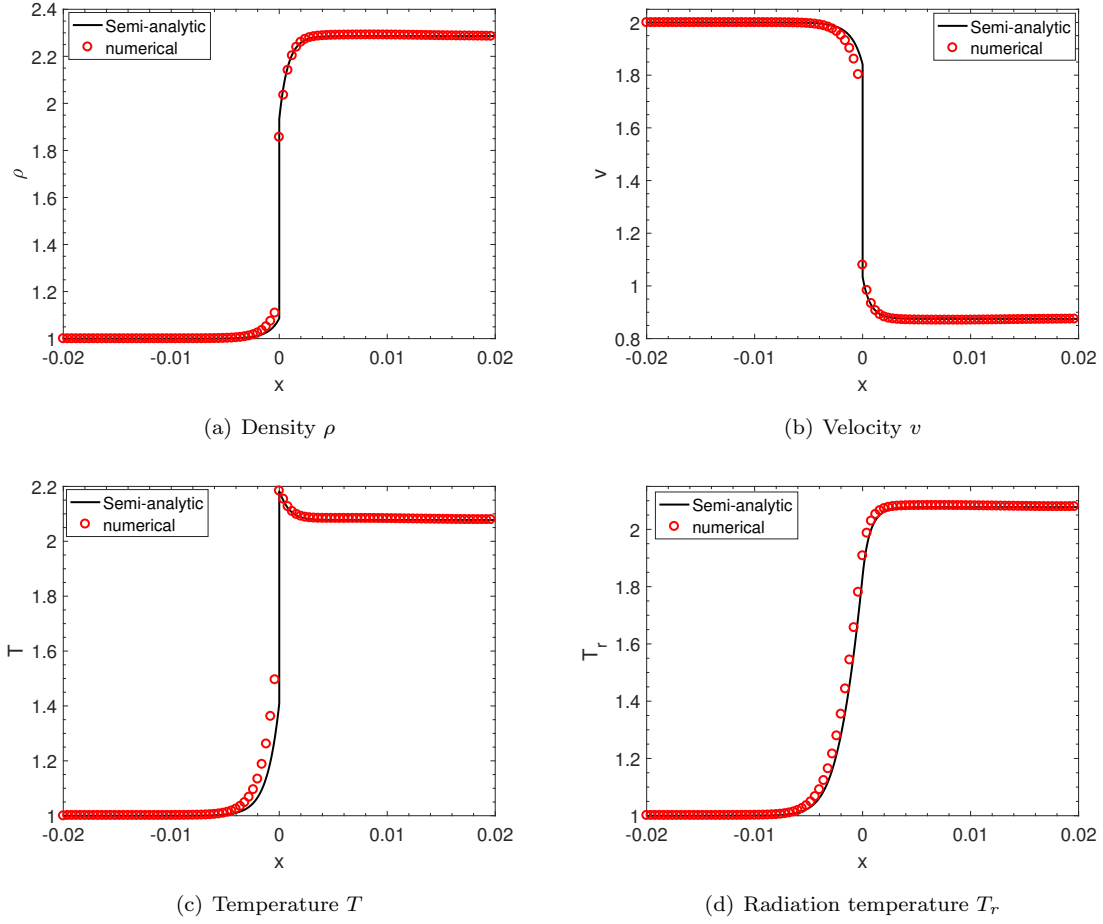 2.4
2.2
2
1.8
1.6
1.4
1.2
1
ρ
Semi-analytic
numerical
-0.02 -0.01 0 0.01 0.02
x
(a) Density ρ
2
1.8
1.6
1.4
1.2
1
0.8
v
Semi-analytic
numerical
-0.02 -0.01 0 0.01 0.02
x
(b) Velocity v
2.2
2
1.8
1.6
1.4
1.2
1
T
Semi-analytic
numerical
-0.02 -0.01 0 0.01 0.02
x
(c) Temperature T
2
1.8
1.6
1.4
1.2
1
T_r
Semi-analytic
numerical
-0.02 -0.01 0 0.01 0.02
x
(d) Radiation temperature T_r